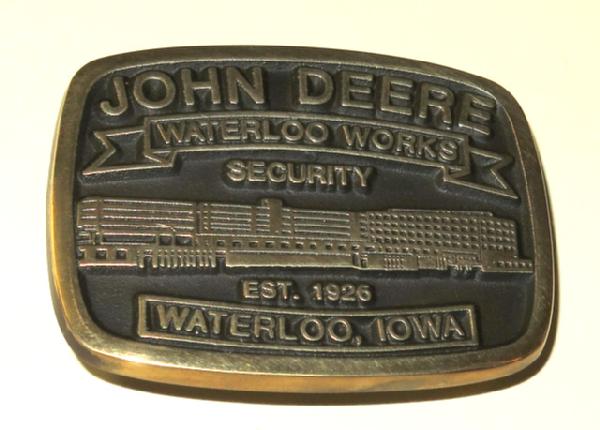 JOHN DEERE
WATERLOO WORKS
SECURITY
EST. 1926
WATERLOO, IOWA